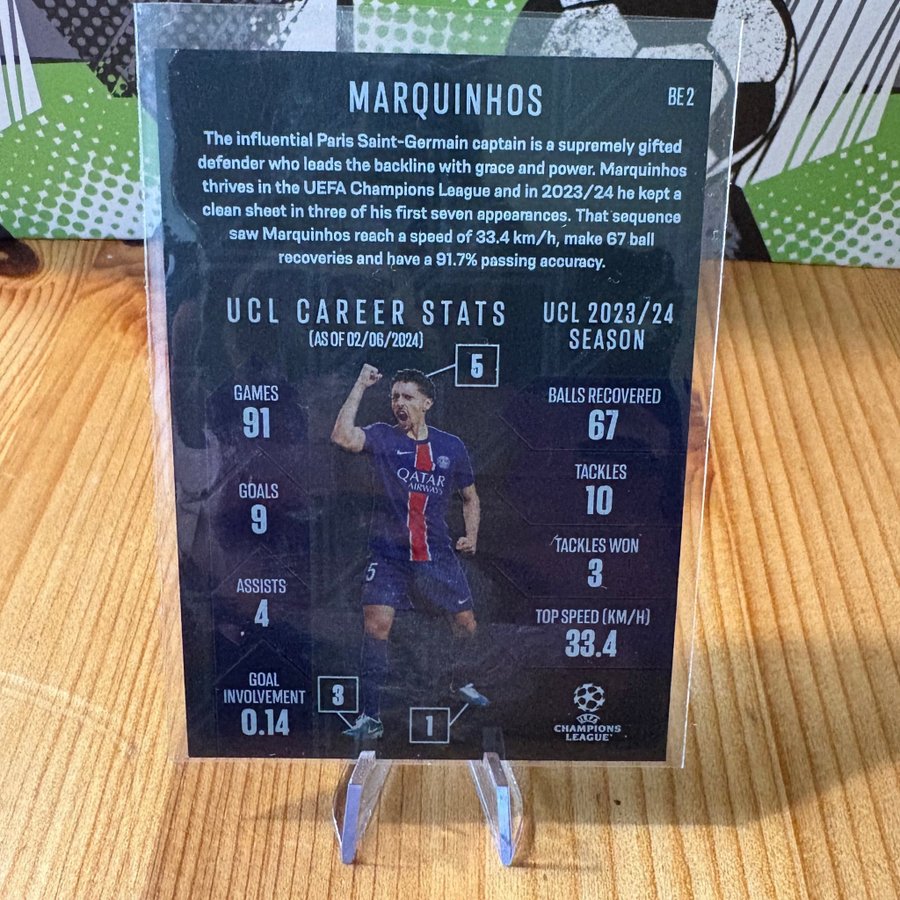 MARQUINHOS
BE 2
The influential Paris Saint-Germain captain is a supremely gifted
defender who leads the backline with grace and power. Marquinhos
thrives in the UEFA Champions League and in 2023/24 he kept a
clean sheet in three of his first seven appearances. That sequence
saw Marquinhos reach a speed of 33.4 km/h, make 67 ball
recoveries and have a 91.7% passing accuracy.
UCL CAREER STATS
(AS OF 02/06/2024)
UCL 2023/24
SEASON
5
GAMES
91
GOALS
9
ASSISTS
4
GOAL
INVOLVEMENT
0.14
QATAR
AIRWAYS
5
3
1
BALLS RECOVERED
67
TACKLES
10
TACKLES WON
3
TOP SPEED (KM/H)
33.4
UEFA
CHAMPIONS
LEAGUE